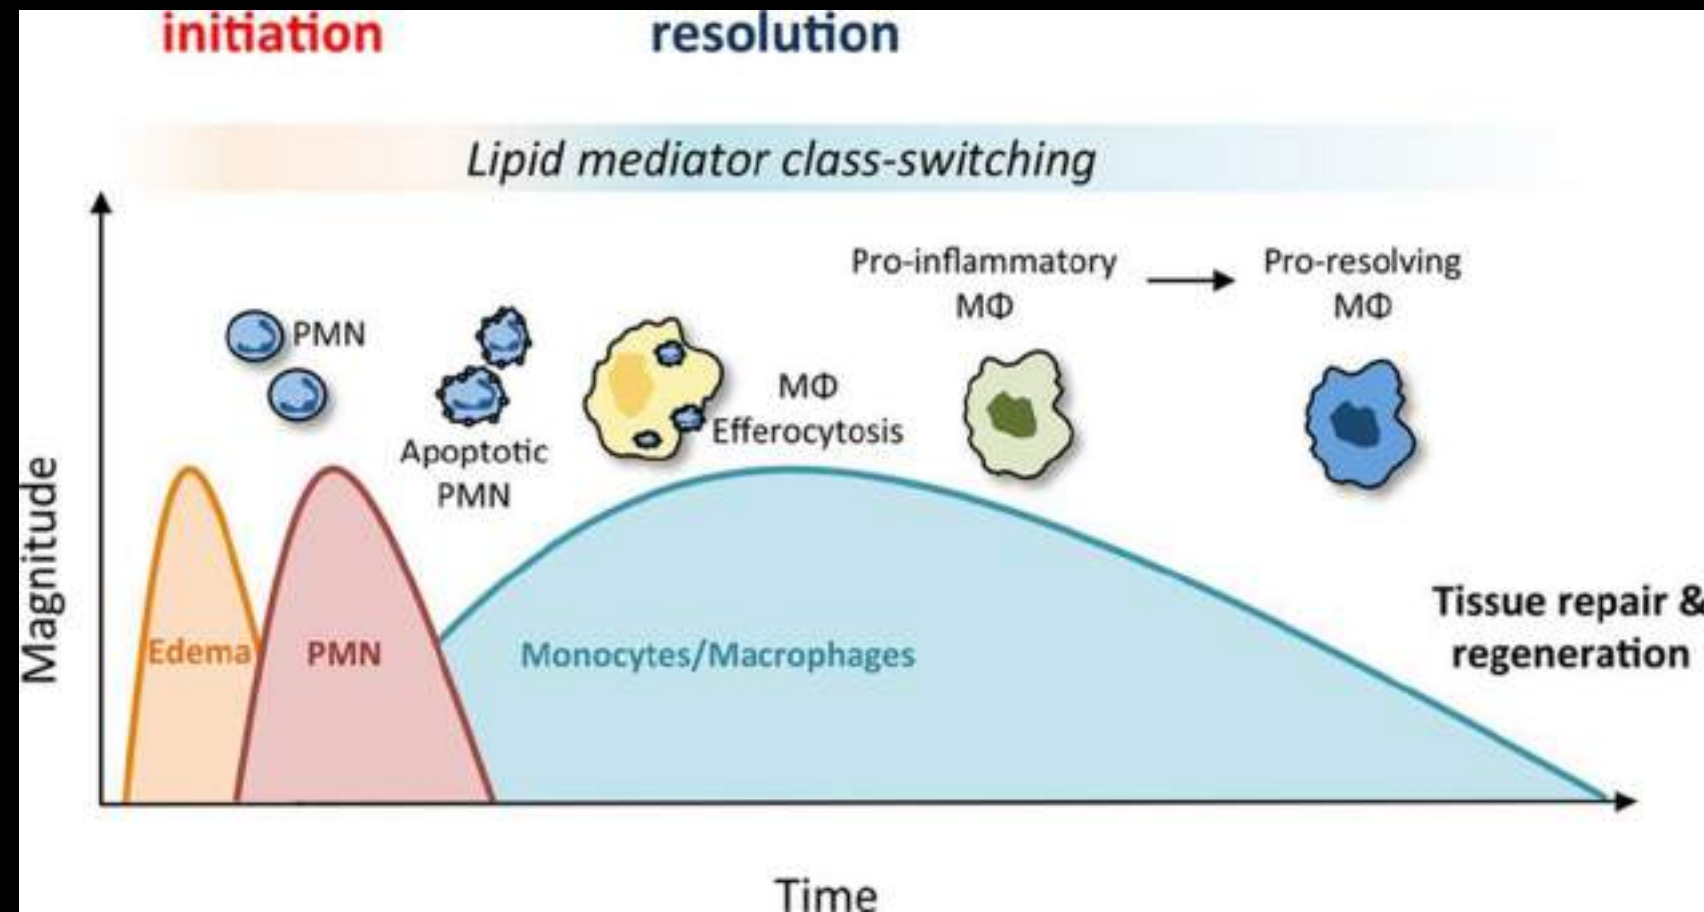 initiation
resolution
Lipid mediator class-switching
Pro-inflammatory
MΦ
Pro-resolving
MΦ
PMN
MΦ
Efferocytosis
Apoptotic
PMN
Magnitude
Edema
PMN
Monocytes/Macrophages
Tissue repair &
regeneration
Time